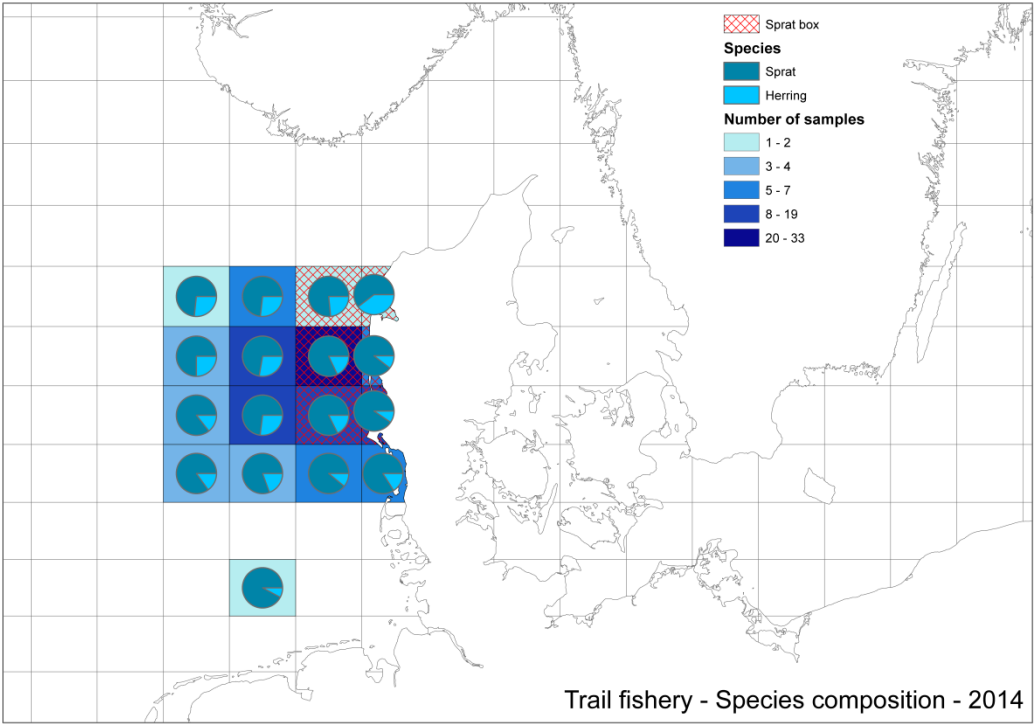 Sprat box
Species
Sprat
Herring
Number of samples
1 - 2
3 - 4
5 - 7
8 - 19
20 - 33
Trail fishery - Species composition - 2014